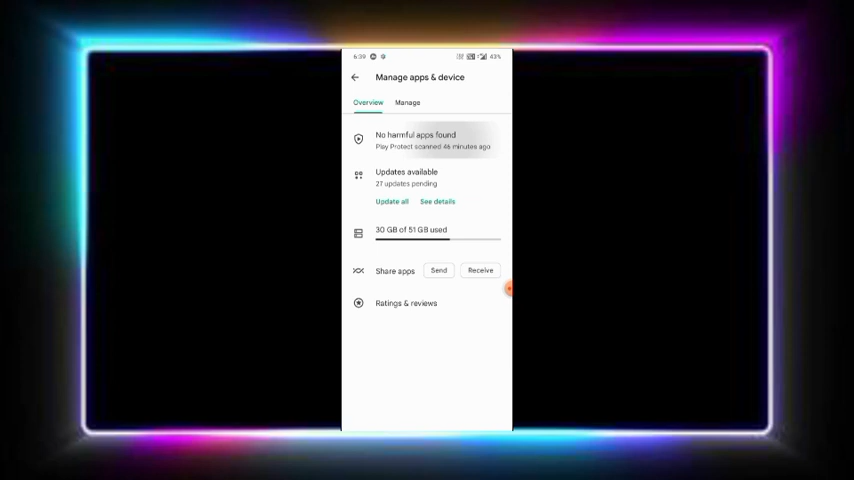 6:39
43%
Manage apps & device
Overview Manage
No harmful apps found
Play Protect scanned 46 minutes ago
Updates available
27 updates pending
Update all See details
30 GB of 51 GB used
Share apps Send Receive
Ratings & reviews